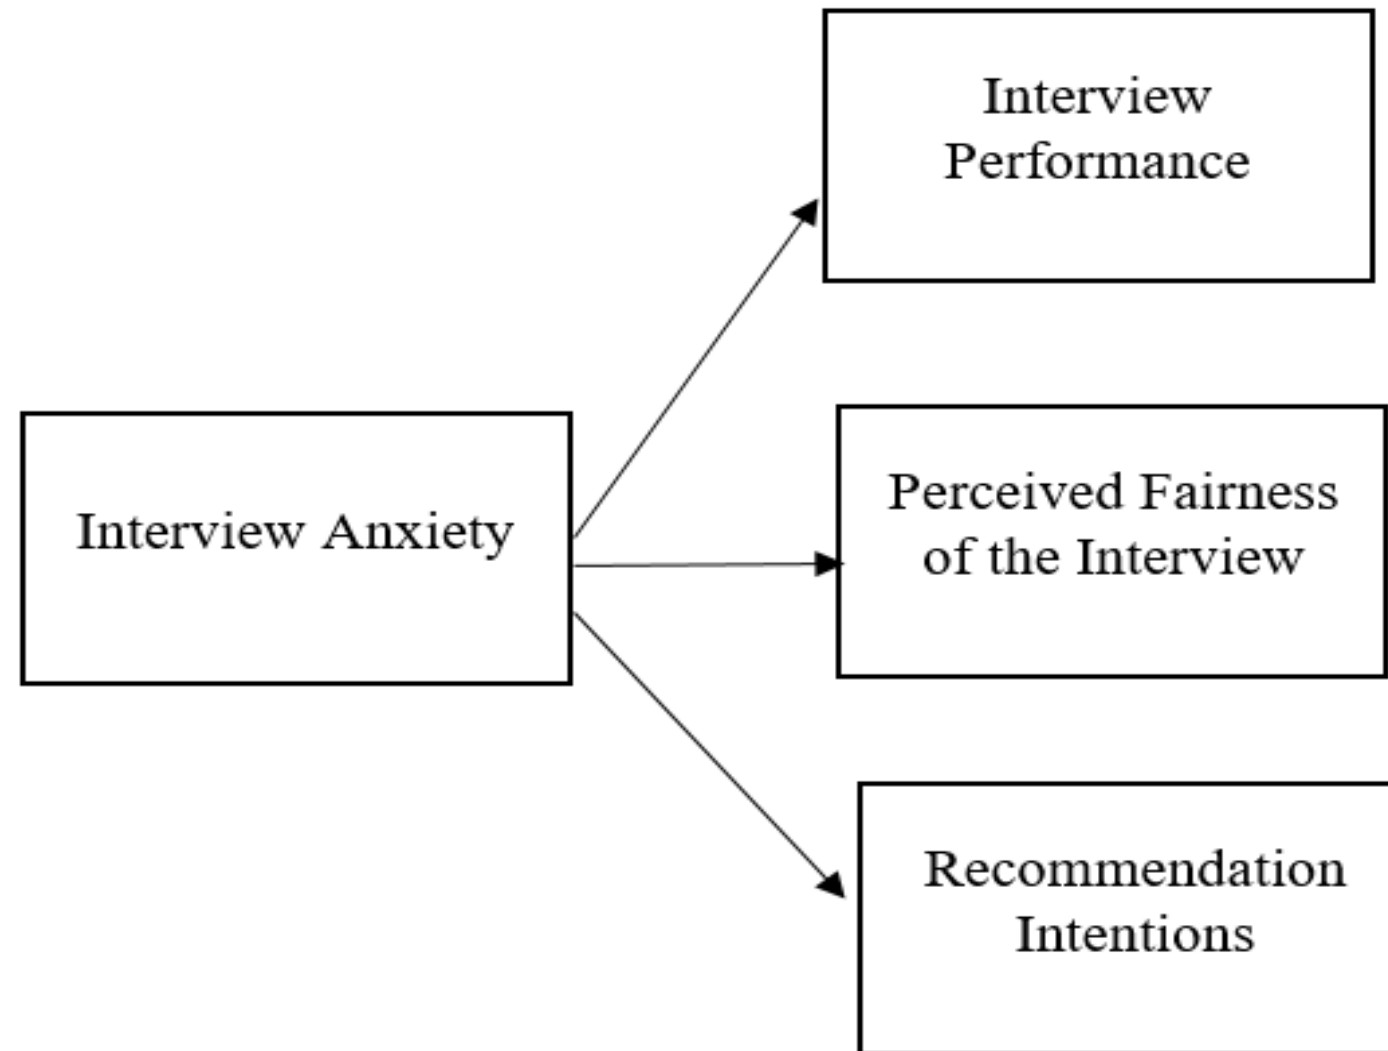 Interview
Performance
Interview Anxiety
Perceived Fairness
of the Interview
Recommendation
Intentions